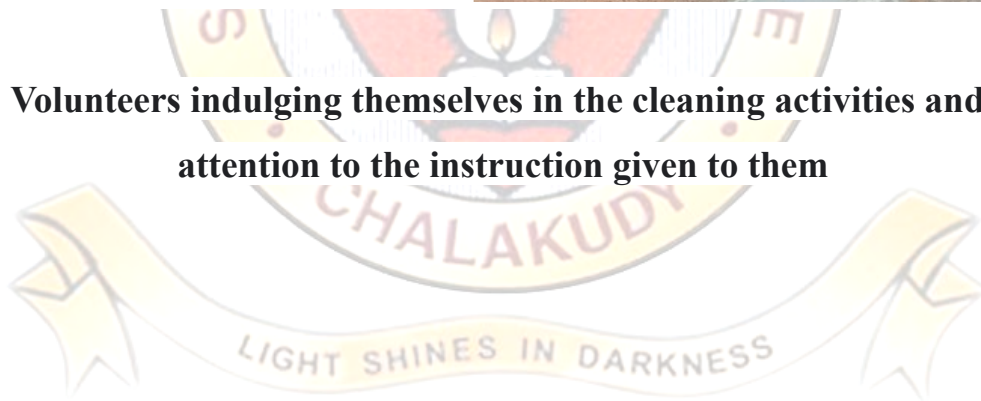 S E
Volunteers indulging themselves in the cleaning activities and
attention to the instruction given to them
CHALAKUDY
LIGHT SHINES IN DARKNESS